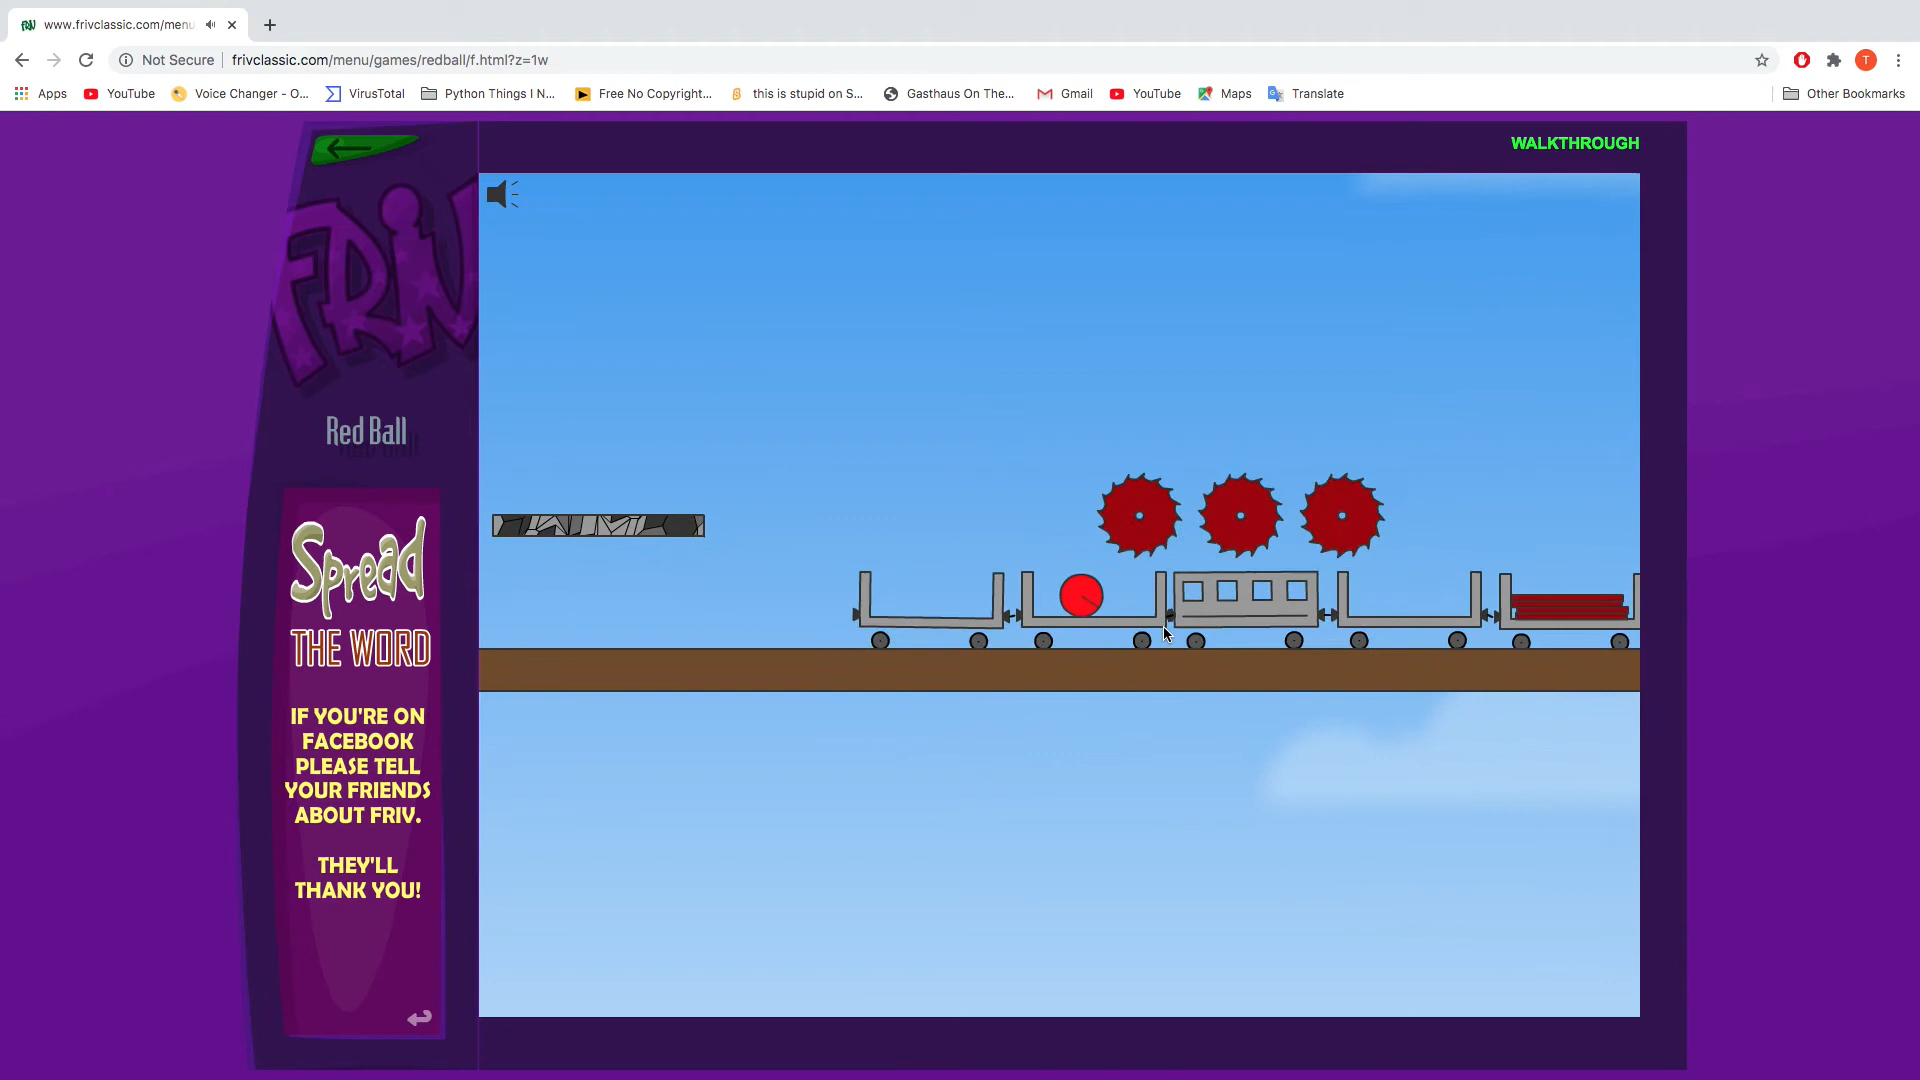 www.frivclassic.com/menu
Not Secure
frivclassic.com/menu/games/redball/f.html?z=1w
Apps
YouTube
Voice Changer - O...
VirusTotal
Python Things I N...
Free No Copyright...
this is stupid on S...
Gasthaus On The...
Gmail
YouTube
Maps
Translate
Other Bookmarks
T
WALKTHROUGH
FRIV
Red Ball
Spread
THE WORD
IF YOU'RE ON
FACEBOOK
PLEASE TELL
YOUR FRIENDS
ABOUT FRIV.
THEY'LL
THANK YOU!